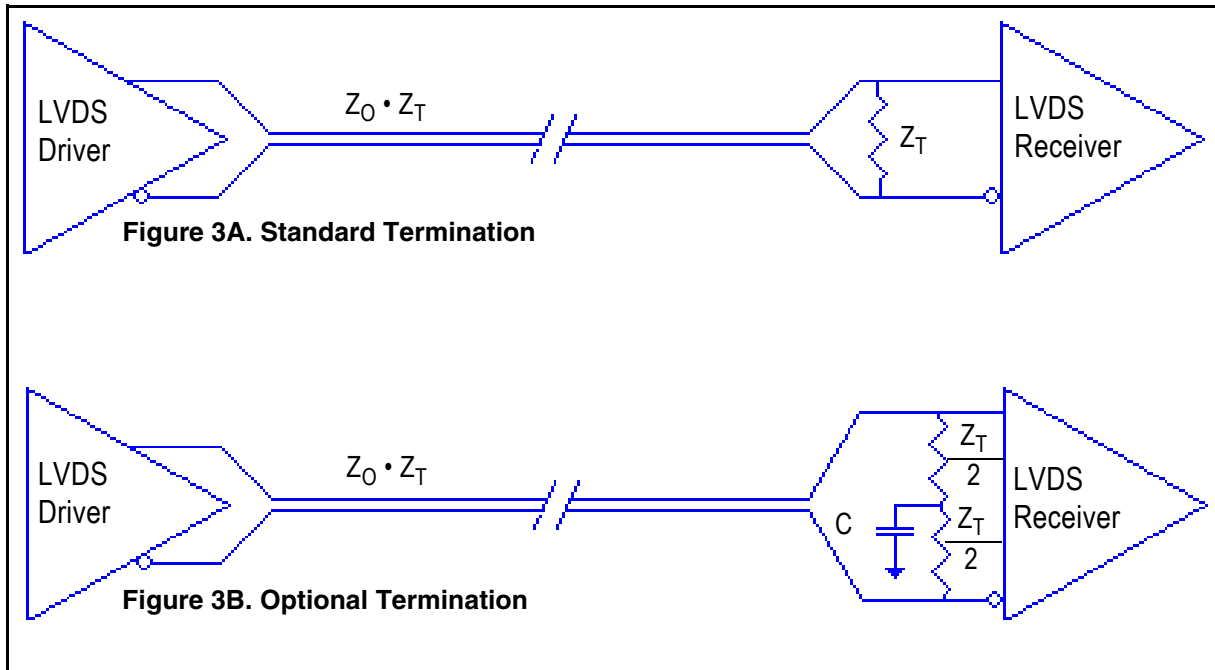 LVDS
Driver
Z_O • Z_T
Z_T
LVDS
Receiver
Figure 3A. Standard Termination
LVDS
Driver
Z_O • Z_T
C
Z_T
2
Z_T
2
LVDS
Receiver
Figure 3B. Optional Termination